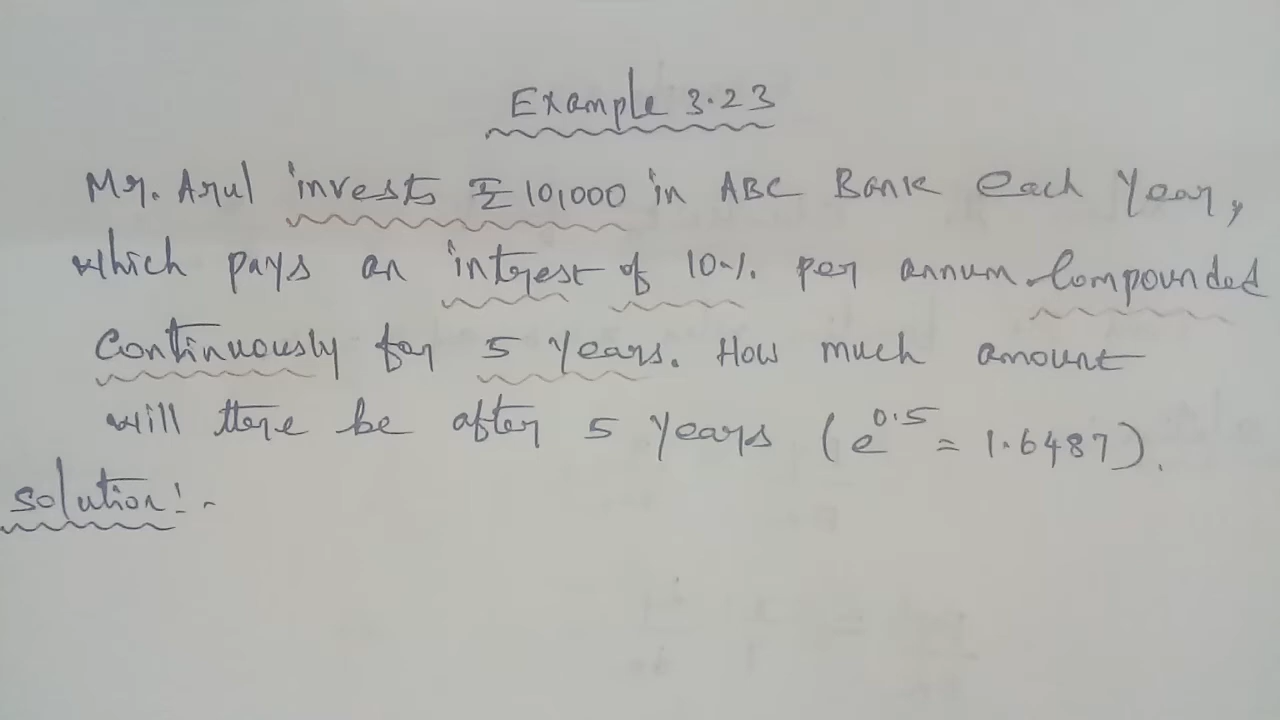 Example 3.23
Mr. Arul invests ₹ 10,000 in ABC Bank each year,
which pays an interest of 10% per annum compounded
continuously for 5 years. How much amount
will there be after 5 years (e^0.5 = 1.6487).
Solution:-